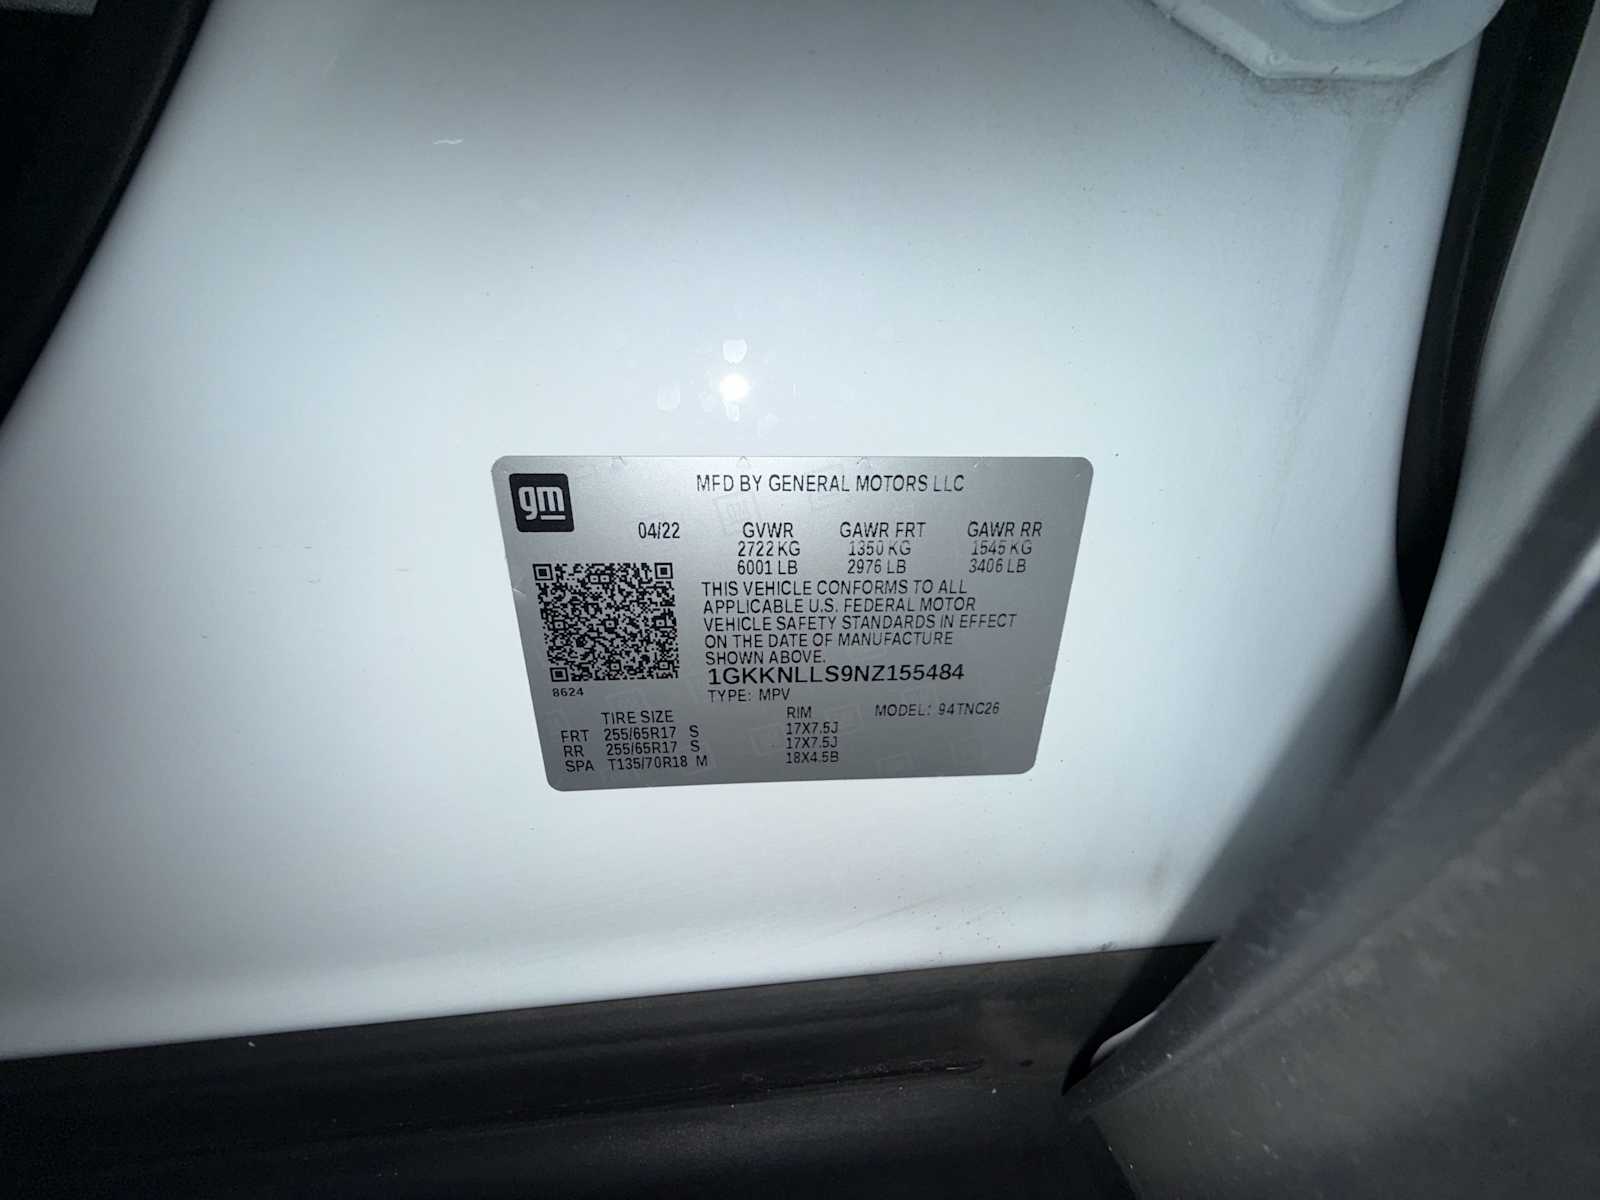 gm
MFD BY GENERAL MOTORS LLC
04/22 GVWR GAWR FRT GAWR RR
2722 KG 1350 KG 1545 KG
6001 LB 2976 LB 3406 LB
THIS VEHICLE CONFORMS TO ALL
APPLICABLE U.S. FEDERAL MOTOR
VEHICLE SAFETY STANDARDS IN EFFECT
ON THE DATE OF MANUFACTURE
SHOWN ABOVE.
1GKKNLLS9NZ155484
8624
TYPE: MPV
TIRE SIZE RIM MODEL: 94TNC26
FRT 255/65R17 S 17X7.5J
RR 255/65R17 S 17X7.5J
SPA T135/70R18 M 18X4.5B